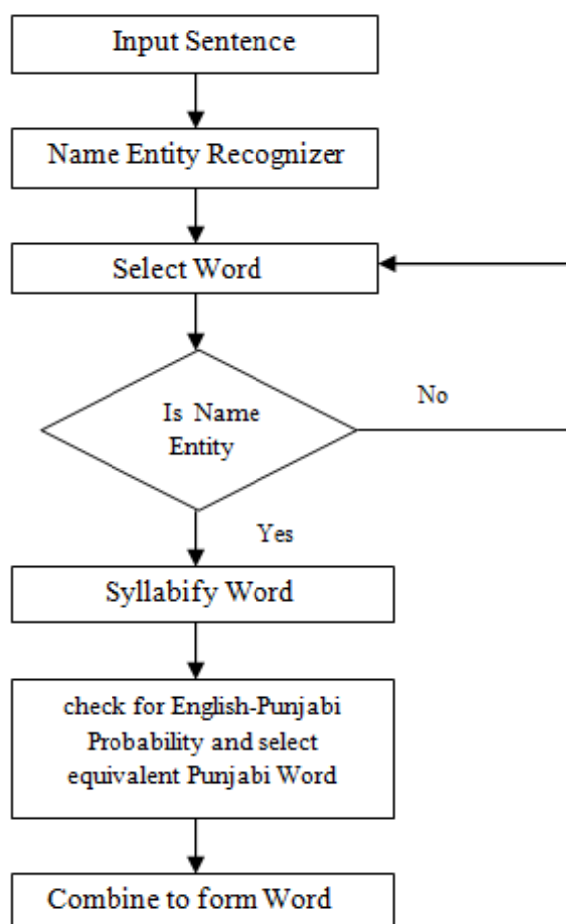 Input Sentence
Name Entity Recognizer
Select Word
Is Name
Entity
No
Yes
Syllabify Word
check for English-Punjabi
Probability and select
equivalent Punjabi Word
Combine to form Word